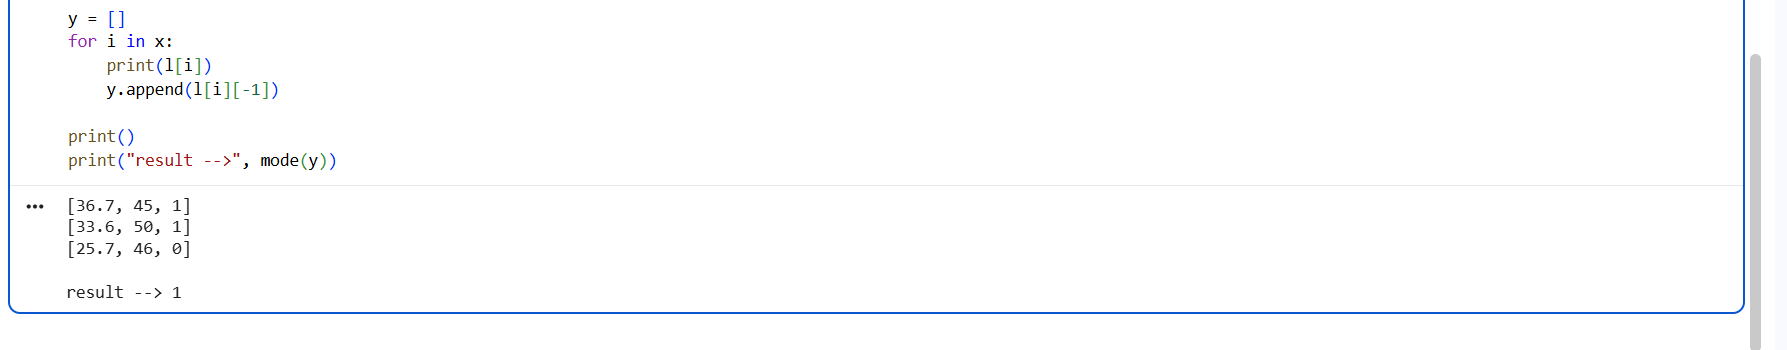 y = []
for i in x:
    print(l[i])
    y.append(l[i][-1])

print()
print("result -->", mode(y))
[36.7, 45, 1]
[33.6, 50, 1]
[25.7, 46, 0]

result --> 1